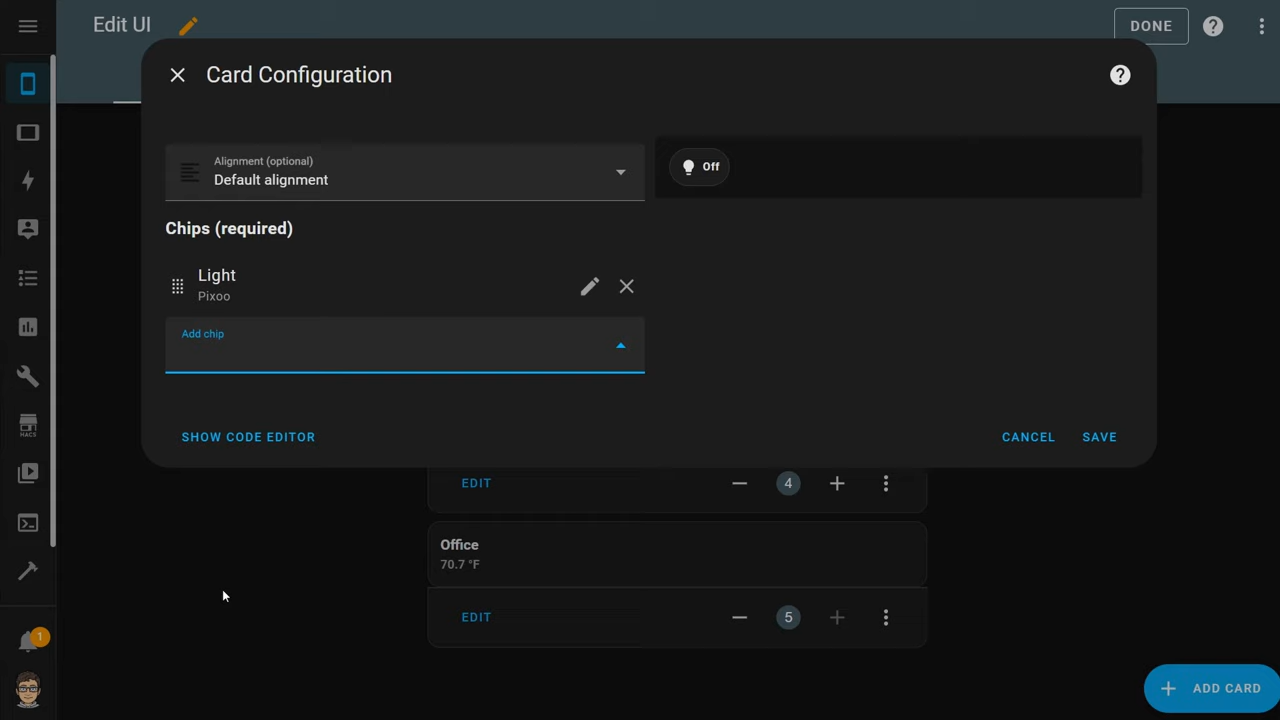 Edit UI
DONE
Card Configuration
Alignment (optional)
Default alignment
Off
Chips (required)
Light
Pixoo
Add chip
SHOW CODE EDITOR
CANCEL
SAVE
HACS
EDIT
4
Office
70.7 °F
EDIT
5
1
ADD CARD